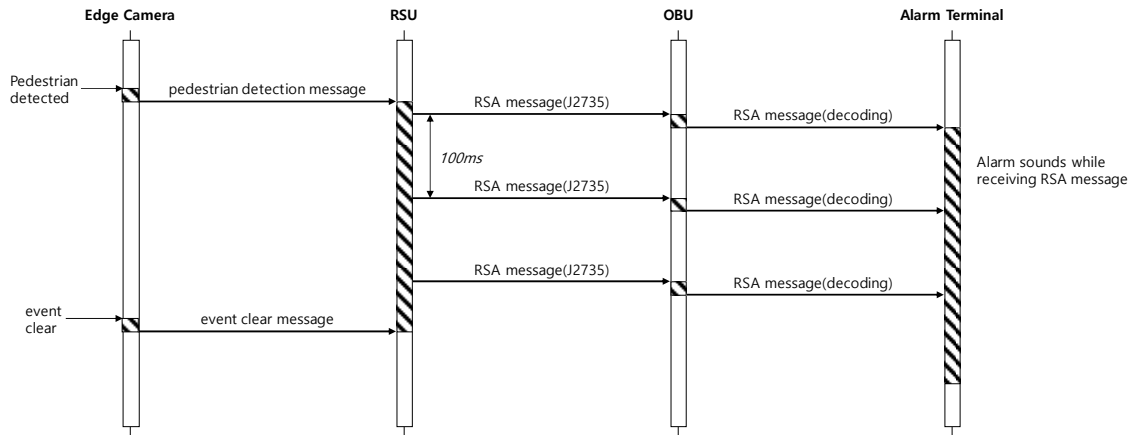 Edge Camera
RSU
OBU
Alarm Terminal
Pedestrian
detected
pedestrian detection message
RSA message(J2735)
RSA message(decoding)
100ms
Alarm sounds while
receiving RSA message
RSA message(J2735)
RSA message(decoding)
RSA message(J2735)
RSA message(decoding)
event
clear
event clear message